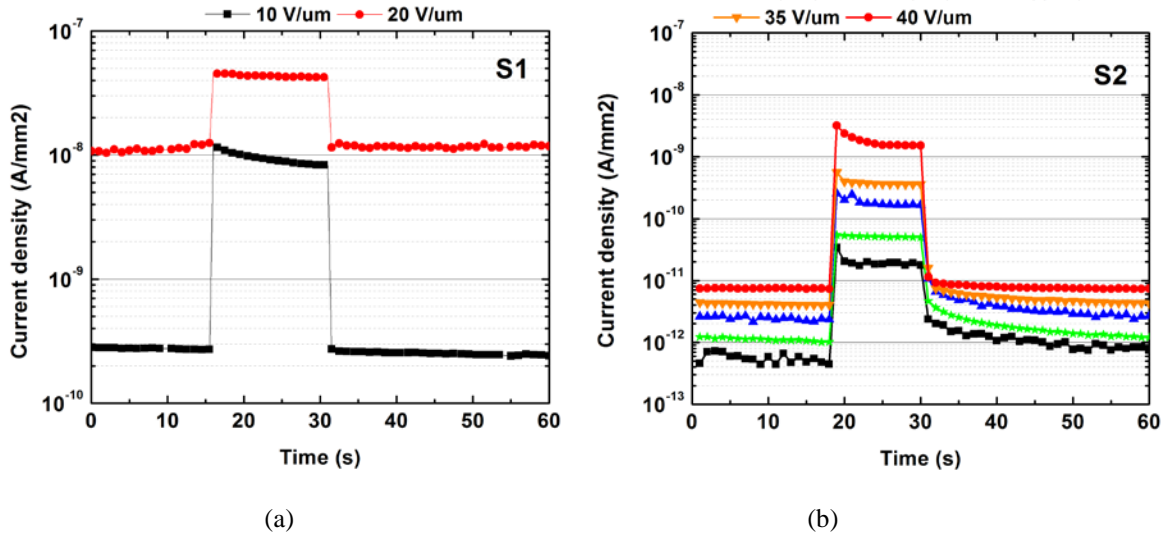 10 V/um 20 V/um
10^-7
10^-8
10^-9
10^-10
Current density (A/mm2)
S1
0 10 20 30 40 50 60
Time (s)
(a)
35 V/um 40 V/um
10^-7
10^-8
10^-9
10^-10
10^-11
10^-12
10^-13
Current density (A/mm2)
S2
0 10 20 30 40 50 60
Time (s)
(b)